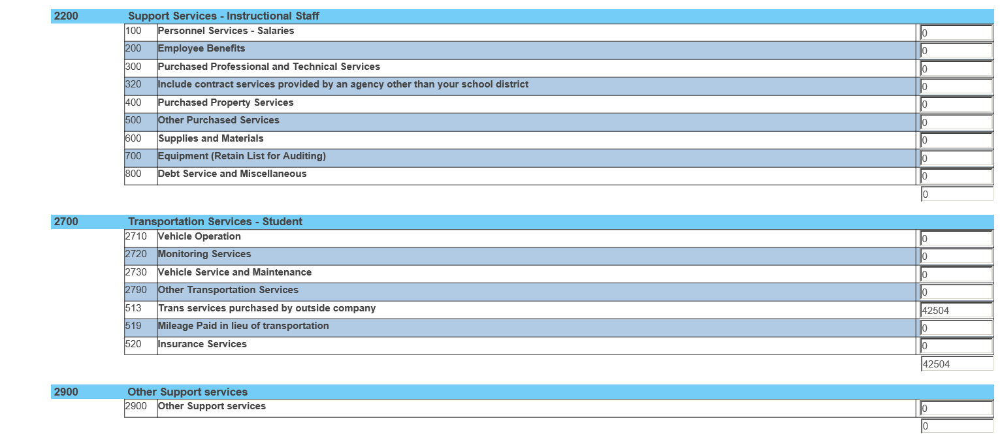 2200 Support Services - Instructional Staff
100 Personnel Services - Salaries 0
200 Employee Benefits 0
300 Purchased Professional and Technical Services 0
320 Include contract services provided by an agency other than your school district 0
400 Purchased Property Services 0
500 Other Purchased Services 0
600 Supplies and Materials 0
700 Equipment (Retain List for Auditing) 0
800 Debt Service and Miscellaneous 0
0
2700 Transportation Services - Student
2710 Vehicle Operation 0
2720 Monitoring Services 0
2730 Vehicle Service and Maintenance 0
2790 Other Transportation Services 0
513 Trans services purchased by outside company 42504
519 Mileage Paid in lieu of transportation 0
520 Insurance Services 0
42504
2900 Other Support services
2900 Other Support services 0
0